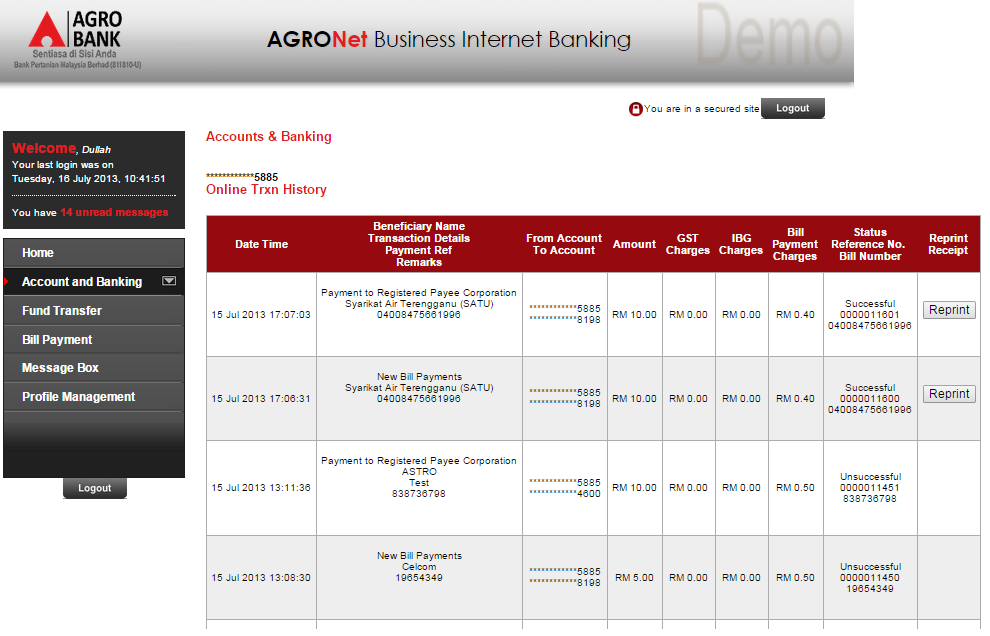 AGRO
BANK
Sentiasa di Sisi Anda
Bank Pertanian Malaysia Berhad (811810-U)
AGRONet Business Internet Banking
Demo
You are in a secured site
Logout
Welcome, Dullah
Your last login was on
Tuesday, 16 July 2013, 10:41:51
You have 14 unread messages
Home
Account and Banking
Fund Transfer
Bill Payment
Message Box
Profile Management
Logout
Accounts & Banking
************5885
Online Trxn History
Date Time
Beneficiary Name
Transaction Details
Payment Ref
Remarks
From Account
To Account
Amount
GST
Charges
IBG
Charges
Bill
Payment
Charges
Status
Reference No.
Bill Number
Reprint
Receipt
15 Jul 2013 17:07:03
Payment to Registered Payee Corporation
Syarikat Air Terengganu (SATU)
04008475661996
************5885
************8198
RM 10.00
RM 0.00
RM 0.00
RM 0.40
Successful
0000011601
04008475661996
Reprint
15 Jul 2013 17:06:31
New Bill Payments
Syarikat Air Terengganu (SATU)
04008475661996
************5885
************8198
RM 10.00
RM 0.00
RM 0.00
RM 0.40
Successful
0000011600
04008475661996
Reprint
15 Jul 2013 13:11:36
Payment to Registered Payee Corporation
ASTRO
Test
838736798
************5885
************4600
RM 10.00
RM 0.00
RM 0.00
RM 0.50
Unsuccessful
0000011451
838736798
15 Jul 2013 13:08:30
New Bill Payments
Celcom
19654349
************5885
************8198
RM 5.00
RM 0.00
RM 0.00
RM 0.50
Unsuccessful
0000011450
19654349